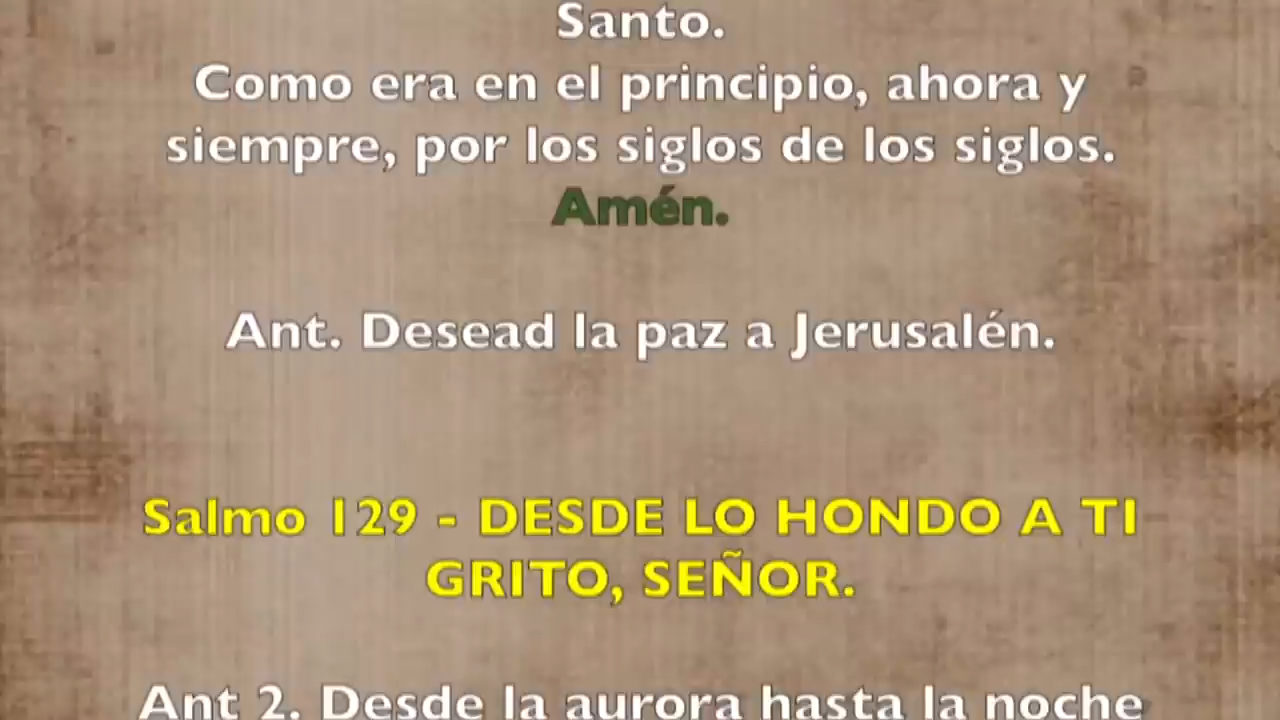 Santo.
Como era en el principio, ahora y
siempre, por los siglos de los siglos.
Amén.
Ant. Desead la paz a Jerusalén.
Salmo 129 - DESDE LO HONDO A TI
GRITO, SEÑOR.
Ant 2. Desde la aurora hasta la noche